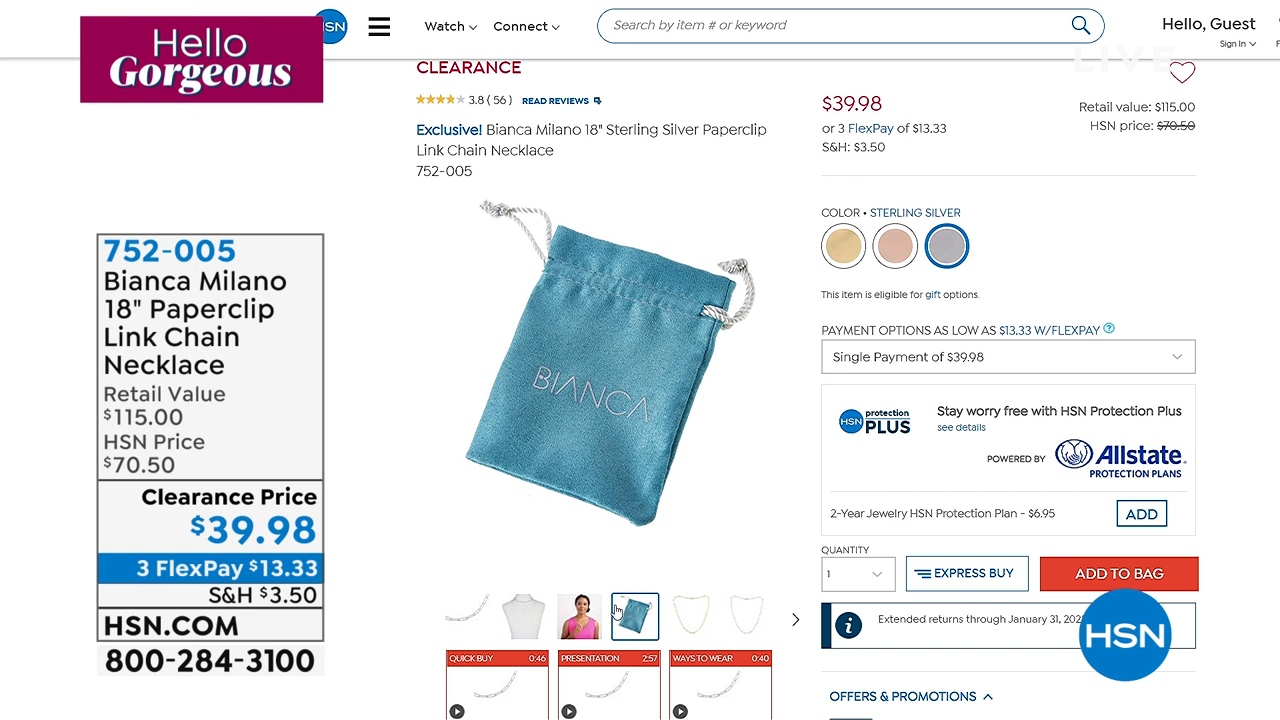 Hello
Gorgeous
HSN
Watch
Connect
Search by item # or keyword
Hello, Guest
Sign In
LIVE
CLEARANCE
3.8 ( 56 ) READ REVIEWS
Exclusive! Bianca Milano 18" Sterling Silver Paperclip
Link Chain Necklace
752-005
$39.98
or 3 FlexPay of $13.33
S&H: $3.50
Retail value: $115.00
HSN price: $70.50
COLOR • STERLING SILVER
This item is eligible for gift options.
PAYMENT OPTIONS AS LOW AS $13.33 W/FLEXPAY ?
Single Payment of $39.98
HSN protection PLUS
Stay worry free with HSN Protection Plus
see details
POWERED BY Allstate.
PROTECTION PLANS
2-Year Jewelry HSN Protection Plan - $6.95
ADD
QUANTITY
1
EXPRESS BUY
ADD TO BAG
Extended returns through January 31, 202
HSN
OFFERS & PROMOTIONS
BIANCA
QUICK BUY 0:46
PRESENTATION 2:57
WAYS TO WEAR 0:40
752-005
Bianca Milano
18" Paperclip
Link Chain
Necklace
Retail Value
$115.00
HSN Price
$70.50
Clearance Price
$39.98
3 FlexPay $13.33
S&H $3.50
HSN.COM
800-284-3100